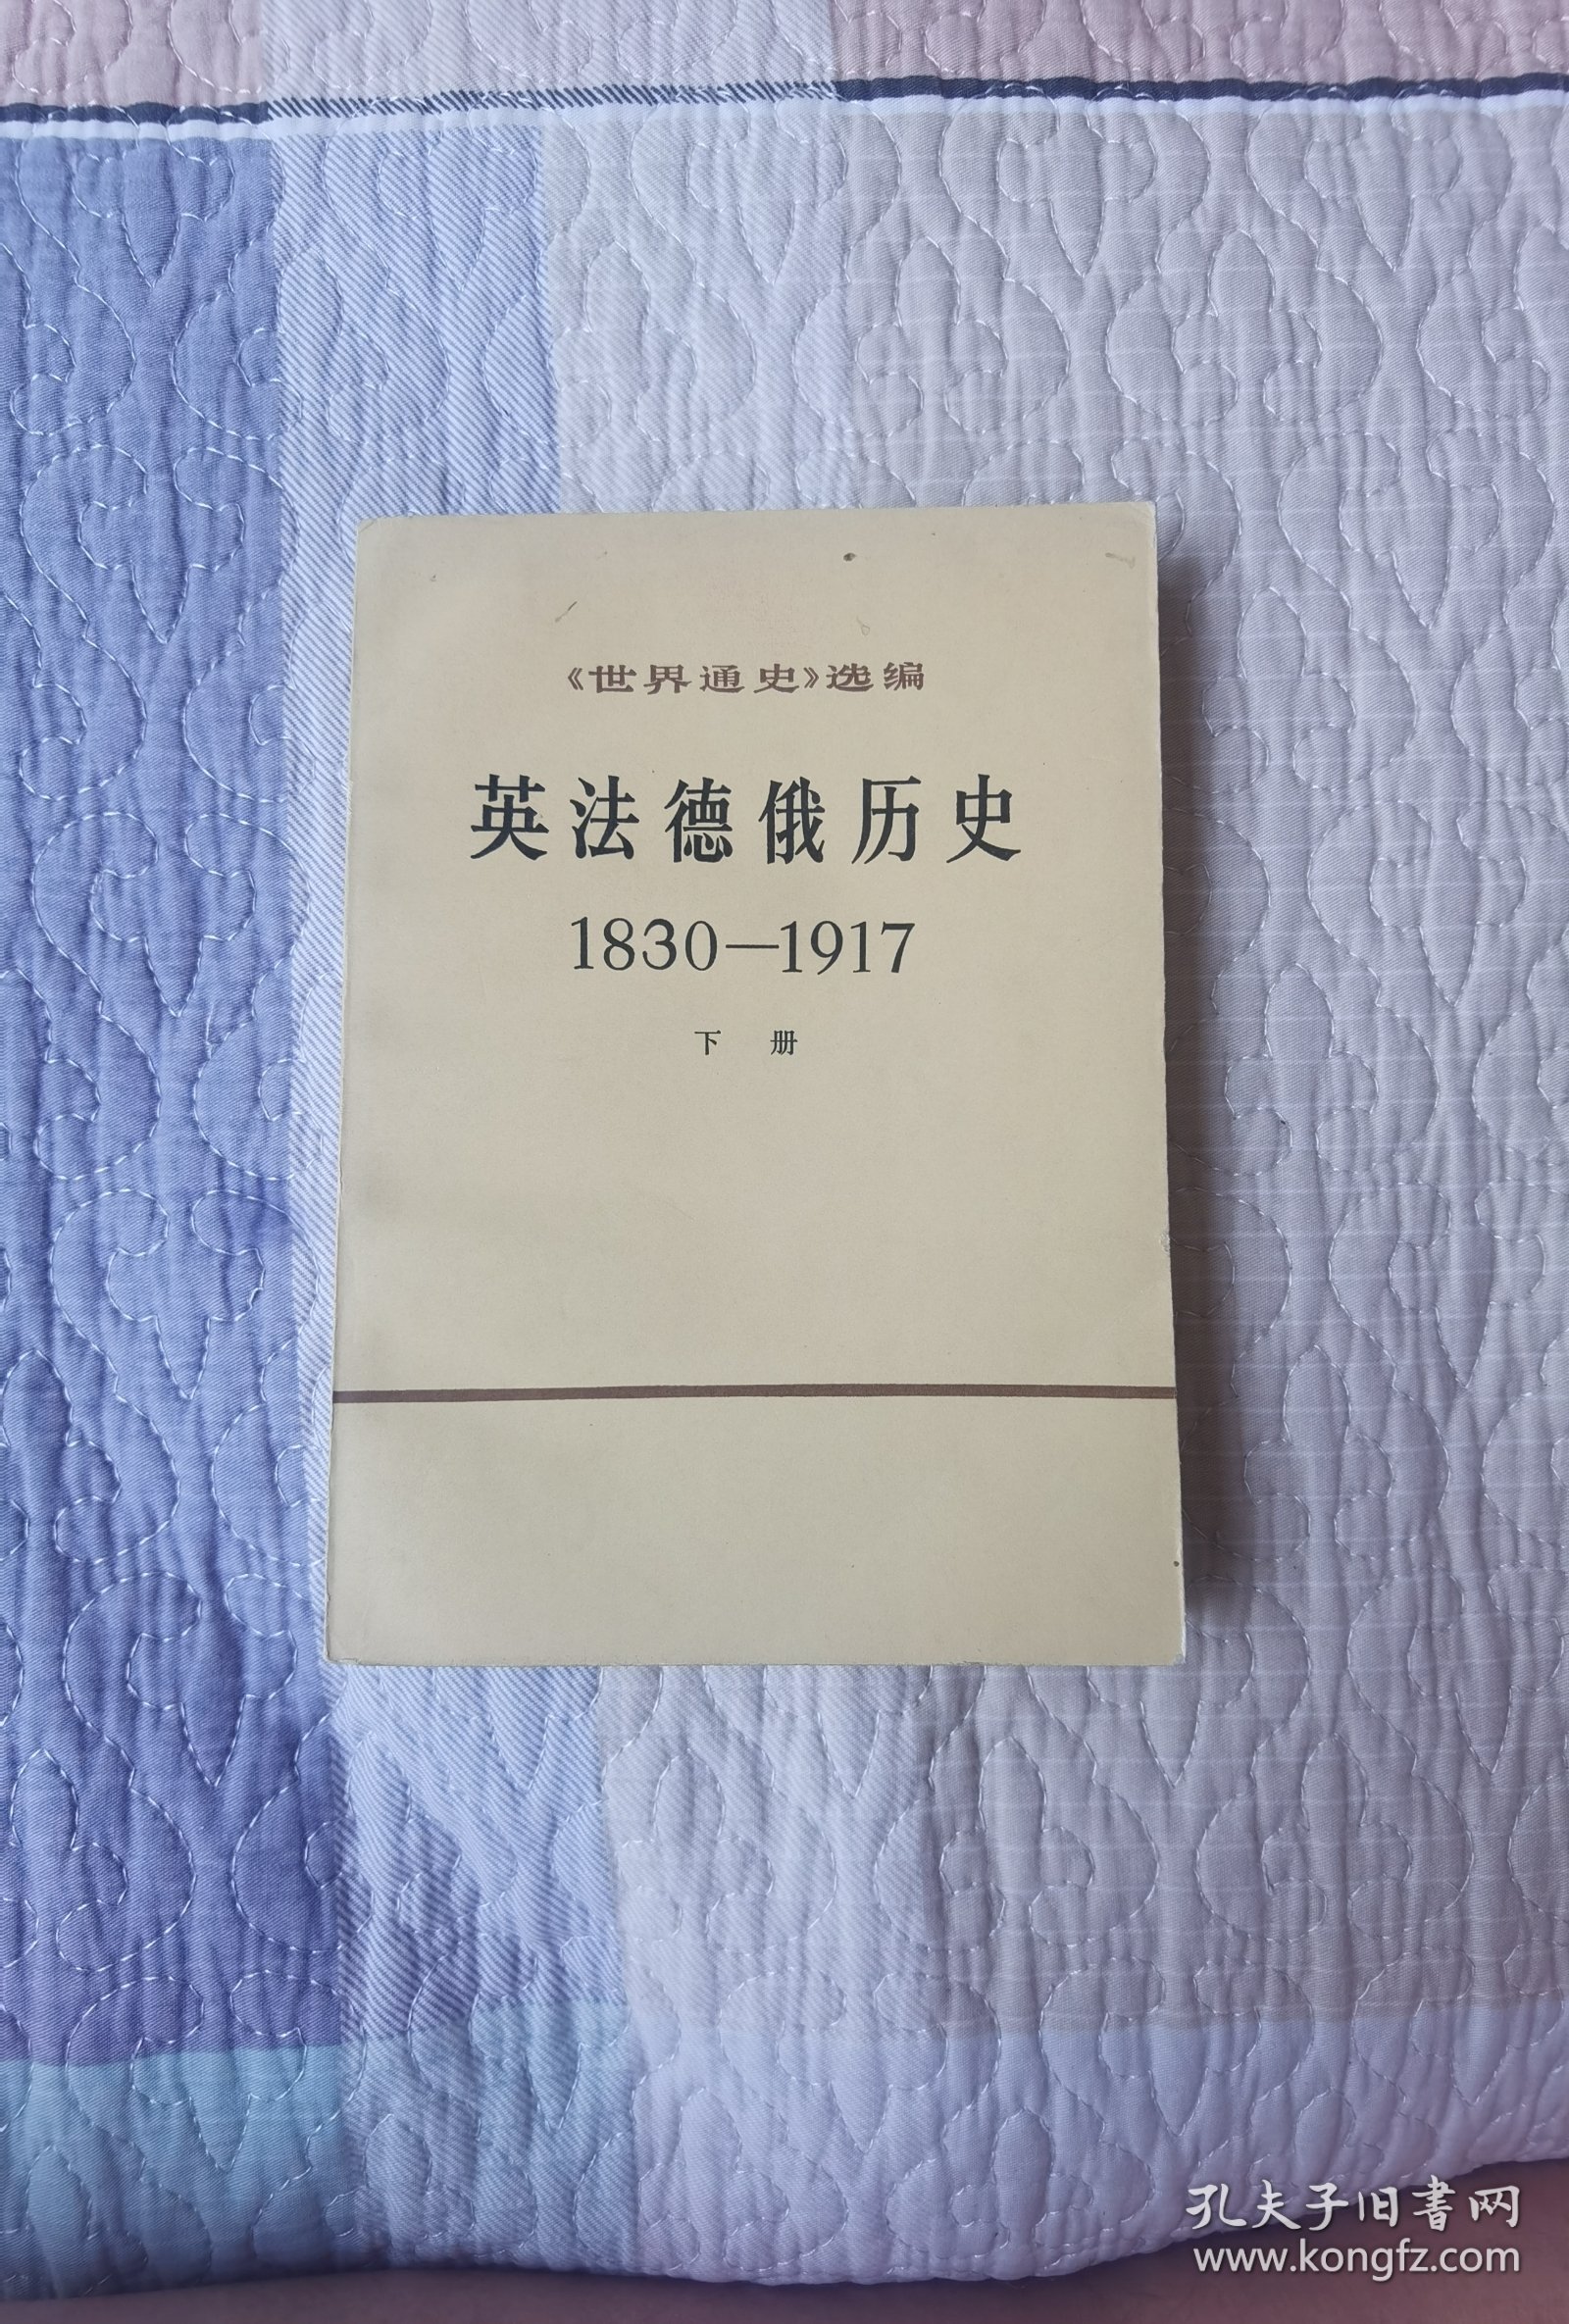 《世界通史》选编
英法德俄历史
1830—1917
下 册
孔夫子旧书网
www.kongfz.com